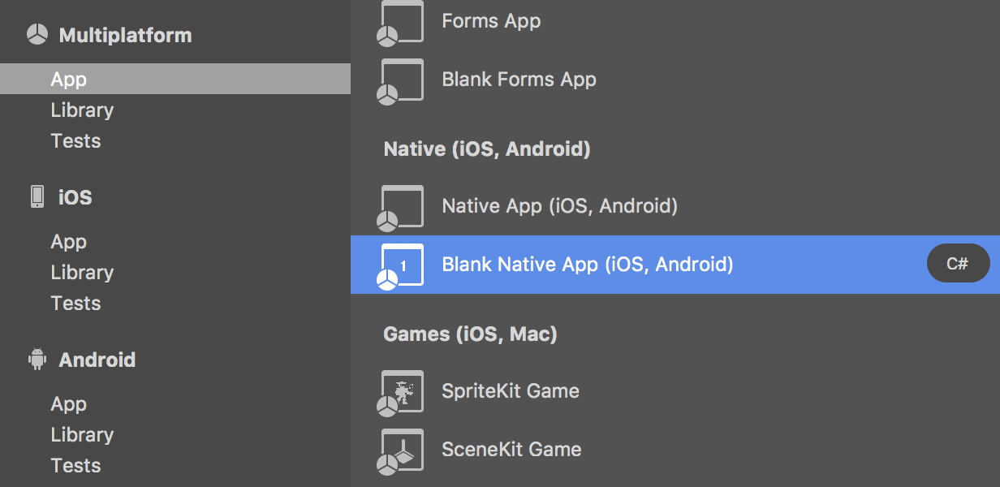 Multiplatform
App
Library
Tests
iOS
App
Library
Tests
Android
App
Library
Tests
Forms App
Blank Forms App
Native (iOS, Android)
Native App (iOS, Android)
1
Blank Native App (iOS, Android)
C#
Games (iOS, Mac)
SpriteKit Game
SceneKit Game